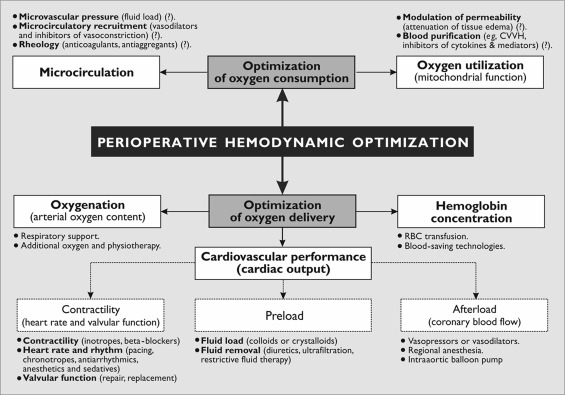 • Microvascular pressure (fluid load) (?).
• Microcirculatory recruitment (vasodilators
and inhibitors of vasoconstriction) (?).
• Rheology (anticoagulants, antiaggregants) (?).
• Modulation of permeability
(attenuation of tissue edema) (?).
• Blood purification (eg, CVVH,
inhibitors of cytokines & mediators) (?).
Microcirculation
Optimization
of oxygen consumption
Oxygen utilization
(mitochondrial function)
PERIOPERATIVE HEMODYNAMIC OPTIMIZATION
Oxygenation
(arterial oxygen content)
Optimization
of oxygen delivery
Hemoglobin
concentration
• Respiratory support.
• Additional oxygen and physiotherapy.
• RBC transfusion.
• Blood-saving technologies.
Cardiovascular performance
(cardiac output)
Contractility
(heart rate and valvular function)
Preload
Afterload
(coronary blood flow)
• Contractility (inotropes, beta-blockers)
• Heart rate and rhythm (pacing,
chronotropes, antiarrhythmics,
anesthetics and sedatives)
• Valvular function (repair, replacement)
• Fluid load (colloids or crystalloids)
• Fluid removal (diuretics, ultrafiltration,
restrictive fluid therapy)
• Vasopressors or vasodilators.
• Regional anesthesia.
• Intraaortic balloon pump